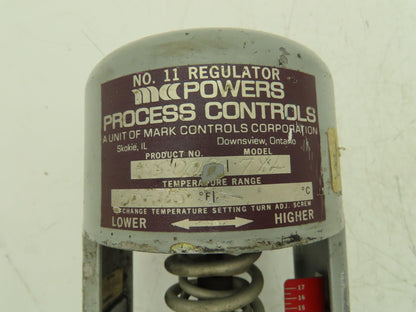 NO. 11 REGULATOR
mcc POWERS
PROCESS CONTROLS
A UNIT OF MARK CONTROLS CORPORATION
Skokie, IL Downsview, Ontario
PRODUCT NO. MODEL
TEMPERATURE RANGE
°F °C
CHANGE TEMPERATURE SETTING TURN ADJ. SCREW
LOWER HIGHER
17
16
15